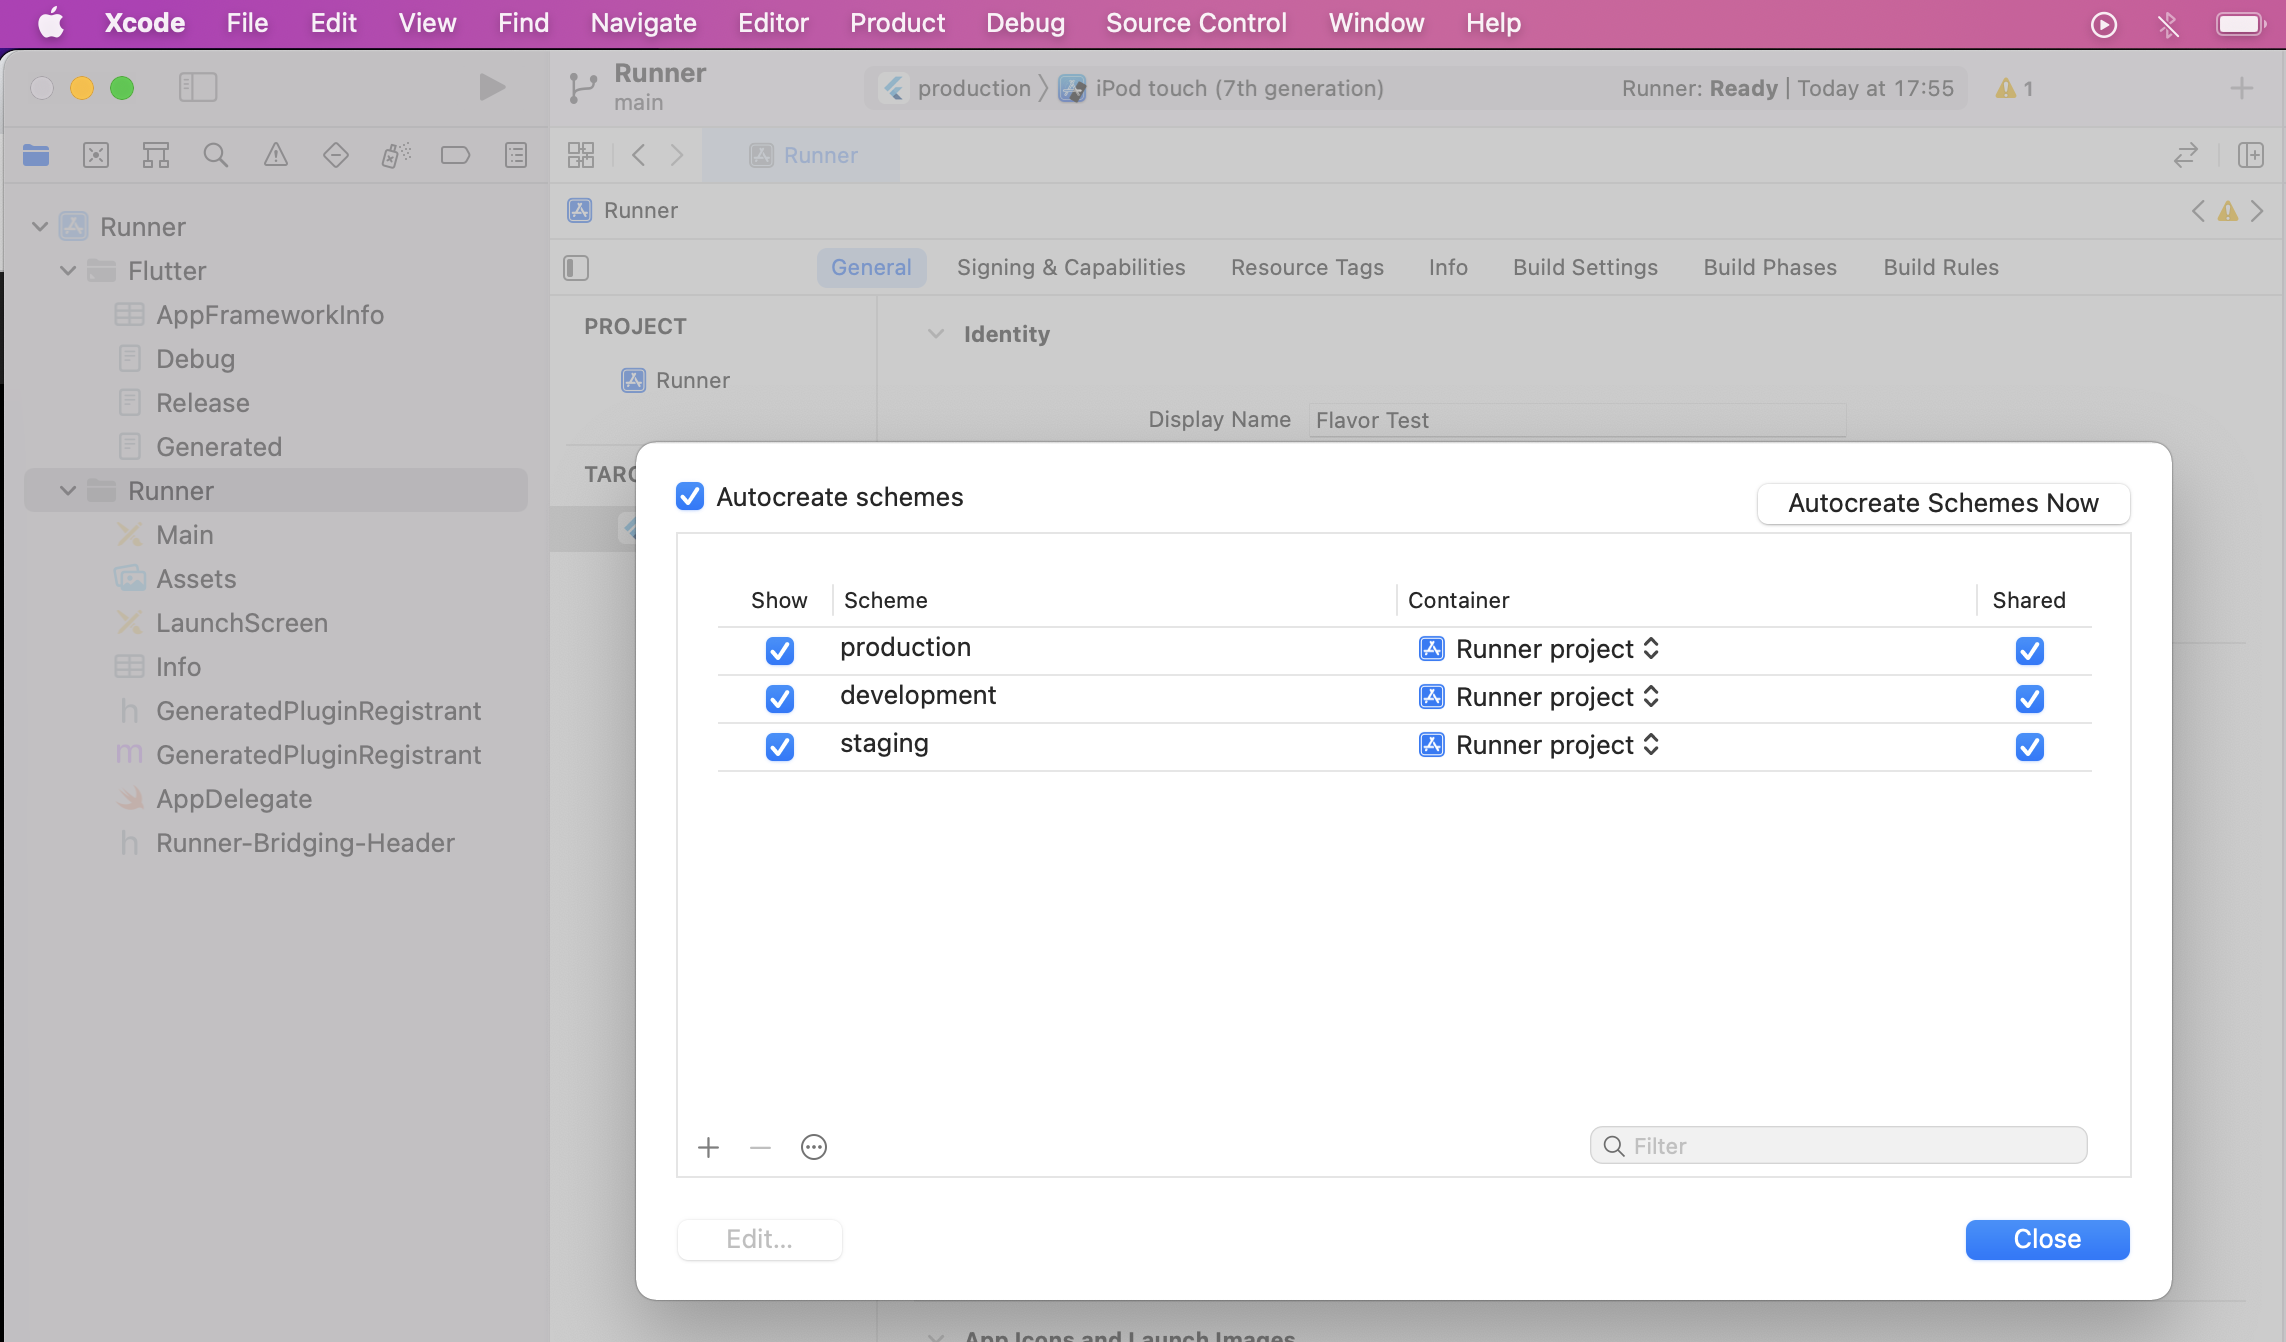 Xcode File Edit View Find Navigate Editor Product Debug Source Control Window Help
Runner
main
production
iPod touch (7th generation)
Runner: Ready | Today at 17:55
1
Runner
Runner
General Signing & Capabilities Resource Tags Info Build Settings Build Phases Build Rules
Runner
Flutter
AppFrameworkInfo
Debug
Release
Generated
Runner
Main
Assets
LaunchScreen
Info
h GeneratedPluginRegistrant
m GeneratedPluginRegistrant
AppDelegate
h Runner-Bridging-Header
PROJECT
Runner
Identity
Display Name Flavor Test
Autocreate schemes
Autocreate Schemes Now
Show Scheme Container Shared
production Runner project
development Runner project
staging Runner project
Filter
Edit...
Close
App Icons and Launch Images